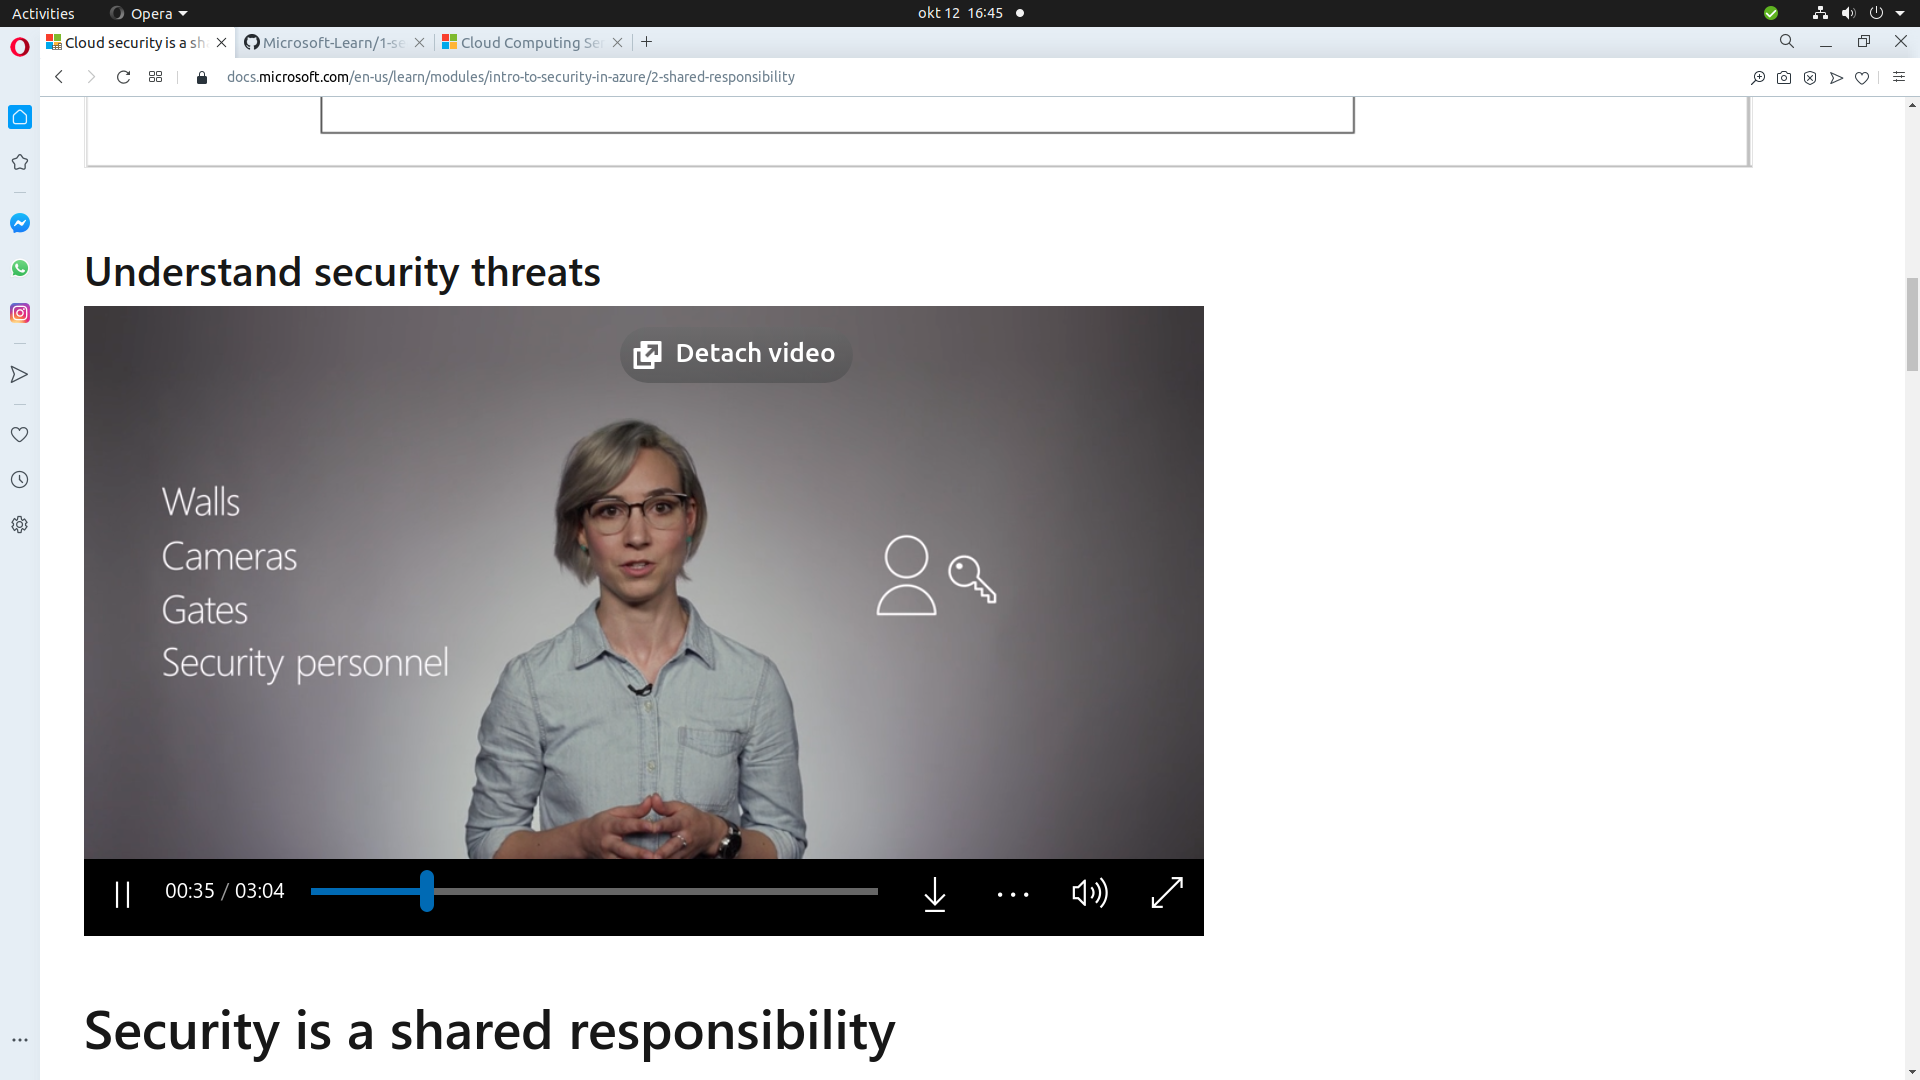 Activities
Opera
okt 12 16:45
Cloud security is a sh
Microsoft-Learn/1-se
Cloud Computing Ser
docs.microsoft.com/en-us/learn/modules/intro-to-security-in-azure/2-shared-responsibility
Understand security threats
Detach video
Walls
Cameras
Gates
Security personnel
00:35 / 03:04
Security is a shared responsibility